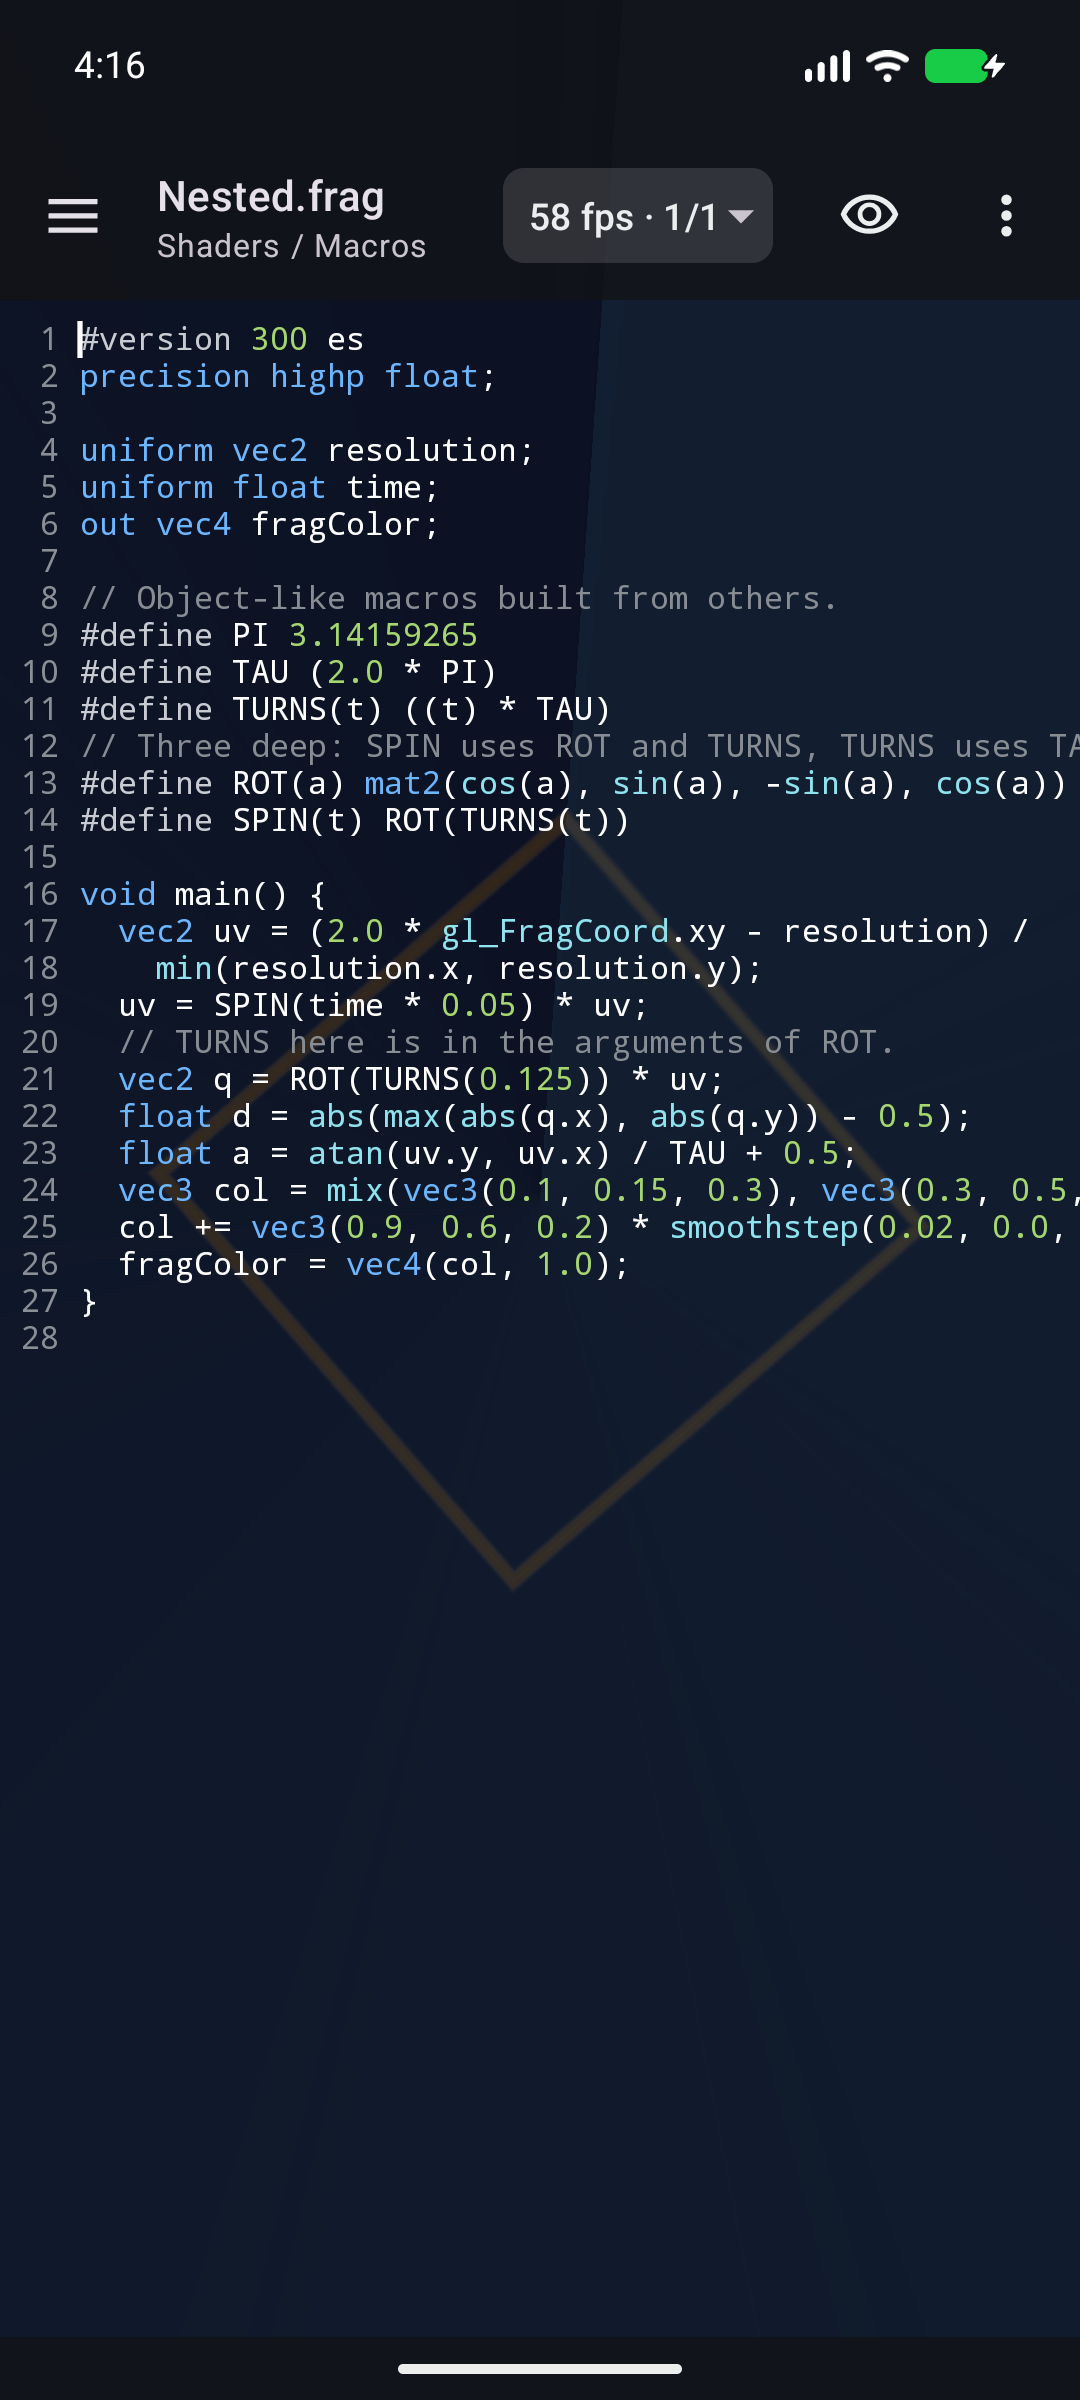 4:16
Nested.frag
Shaders / Macros
58 fps · 1/1
1 #version 300 es
2 precision highp float;
3
4 uniform vec2 resolution;
5 uniform float time;
6 out vec4 fragColor;
7
8 // Object-like macros built from others.
9 #define PI 3.14159265
10 #define TAU (2.0 * PI)
11 #define TURNS(t) ((t) * TAU)
12 // Three deep: SPIN uses ROT and TURNS, TURNS uses TA
13 #define ROT(a) mat2(cos(a), sin(a), -sin(a), cos(a))
14 #define SPIN(t) ROT(TURNS(t))
15
16 void main() {
17   vec2 uv = (2.0 * gl_FragCoord.xy - resolution) /
18     min(resolution.x, resolution.y);
19   uv = SPIN(time * 0.05) * uv;
20   // TURNS here is in the arguments of ROT.
21   vec2 q = ROT(TURNS(0.125)) * uv;
22   float d = abs(max(abs(q.x), abs(q.y)) - 0.5);
23   float a = atan(uv.y, uv.x) / TAU + 0.5;
24   vec3 col = mix(vec3(0.1, 0.15, 0.3), vec3(0.3, 0.5,
25   col += vec3(0.9, 0.6, 0.2) * smoothstep(0.02, 0.0,
26   fragColor = vec4(col, 1.0);
27 }
28